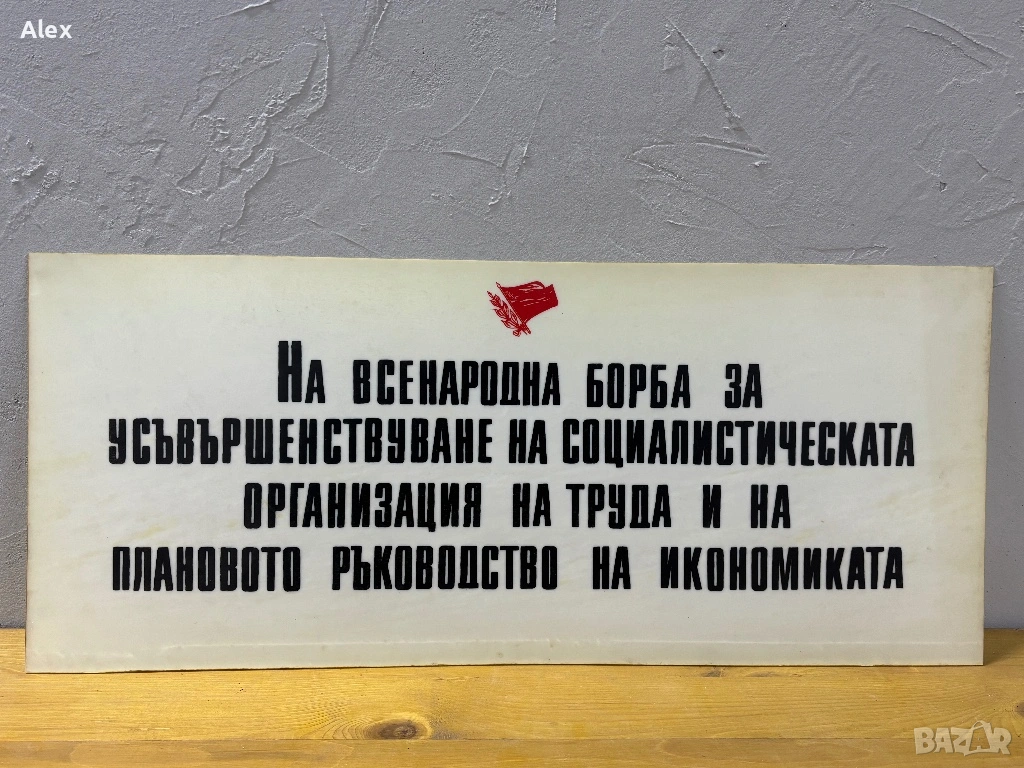 Alex
На всенародна борба за
усъвършенствуване на социалистическата
организация на труда и на
плановото ръководство на икономиката
BAZAR